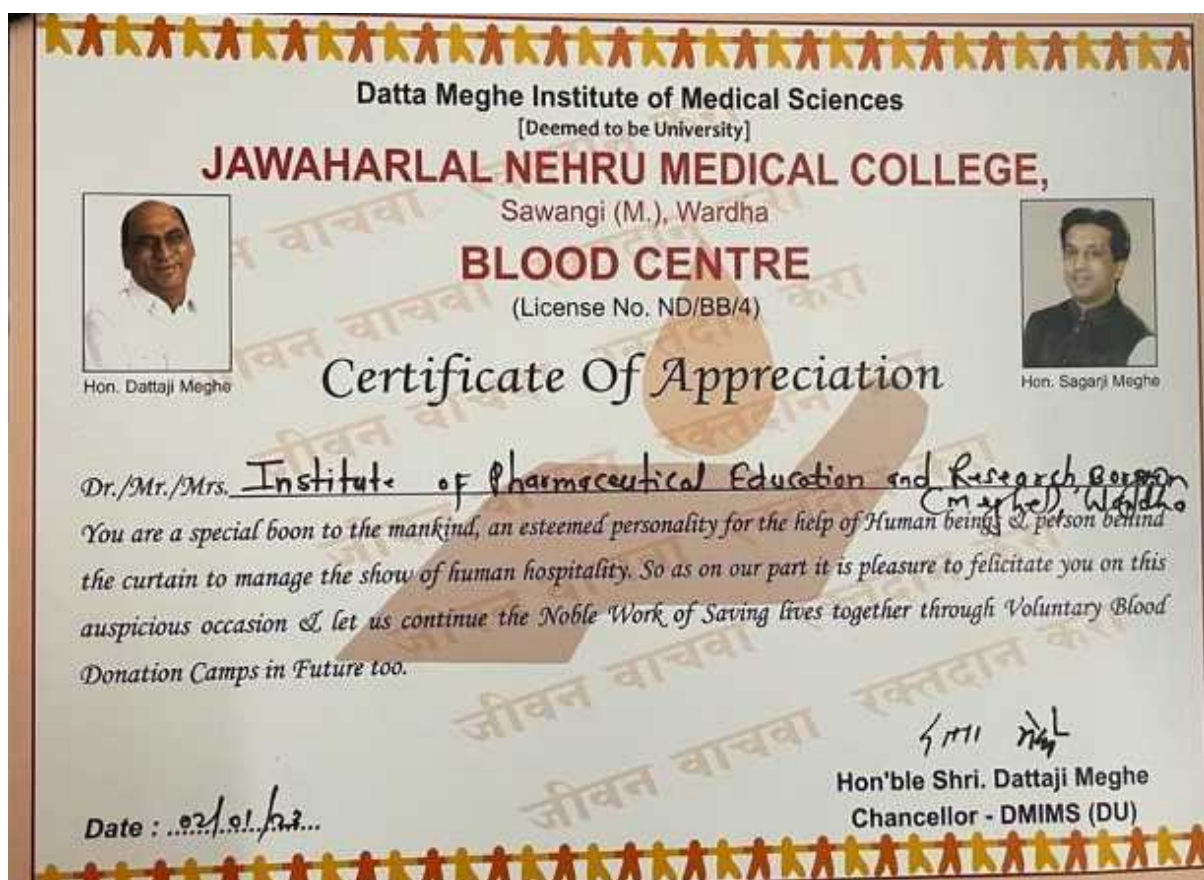 Datta Meghe Institute of Medical Sciences
[Deemed to be University]
JAWAHARLAL NEHRU MEDICAL COLLEGE,
Sawangi (M.), Wardha
BLOOD CENTRE
(License No. ND/BB/4)
Hon. Dattaji Meghe
Certificate Of Appreciation
Hon. Sagarji Meghe
Dr./Mr./Mrs. Institute of Pharmaceutical Education and Research,
(Meghe), Wardha
You are a special boon to the mankind, an esteemed personality for the help of Human beings & person behind
the curtain to manage the show of human hospitality. So as on our part it is pleasure to felicitate you on this
auspicious occasion & let us continue the Noble Work of Saving lives together through Voluntary Blood
Donation Camps in Future too.
जीवन वाचवा रक्तदान करा
जीवन वाचवा रक्तदान करा
Hon'ble Shri. Dattaji Meghe
Chancellor - DMIMS (DU)
Date : 02/01/23